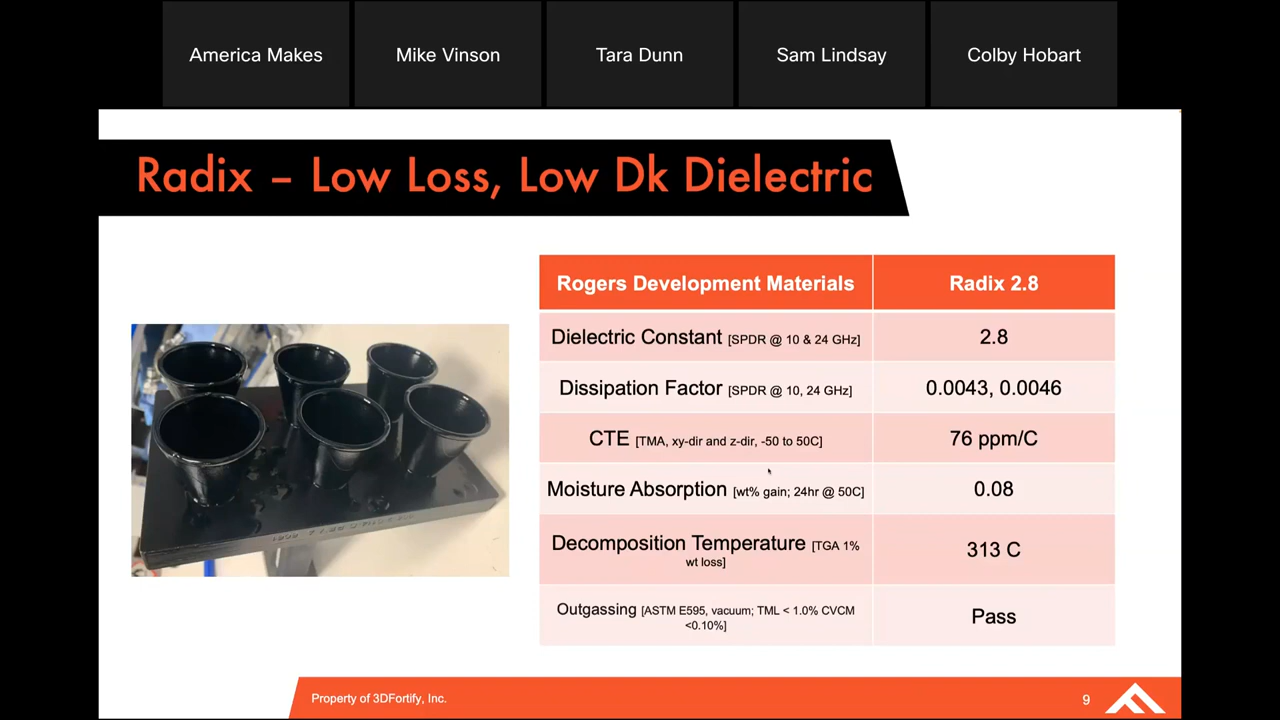 America Makes
Mike Vinson
Tara Dunn
Sam Lindsay
Colby Hobart
Radix – Low Loss, Low Dk Dielectric
Rogers Development Materials
Radix 2.8
Dielectric Constant [SPDR @ 10 & 24 GHz]
2.8
Dissipation Factor [SPDR @ 10, 24 GHz]
0.0043, 0.0046
CTE [TMA, xy-dir and z-dir, -50 to 50C]
76 ppm/C
Moisture Absorption [wt% gain; 24hr @ 50C]
0.08
Decomposition Temperature [TGA 1%
wt loss]
313 C
Outgassing [ASTM E595, vacuum; TML < 1.0% CVCM
<0.10%]
Pass
Property of 3DFortify, Inc.
9